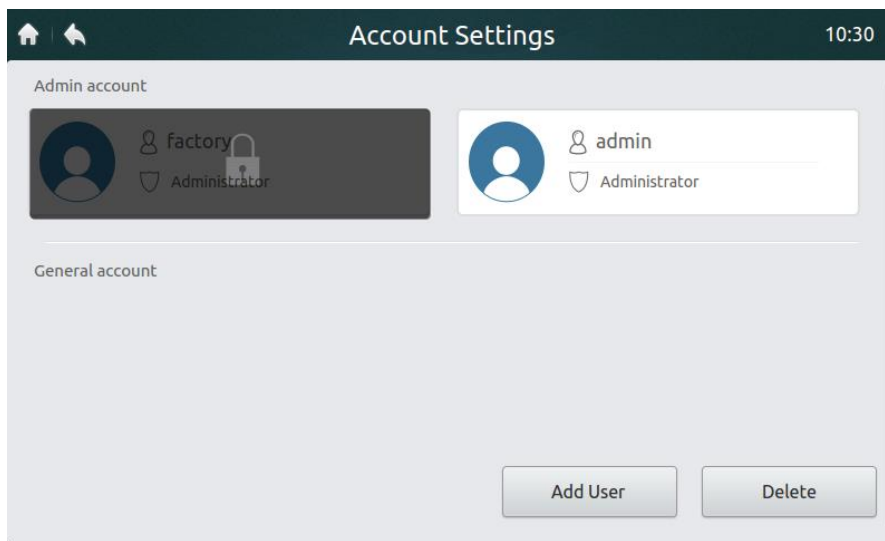 Account Settings 10:30
Admin account
factory
Administrator
admin
Administrator
General account
Add User Delete